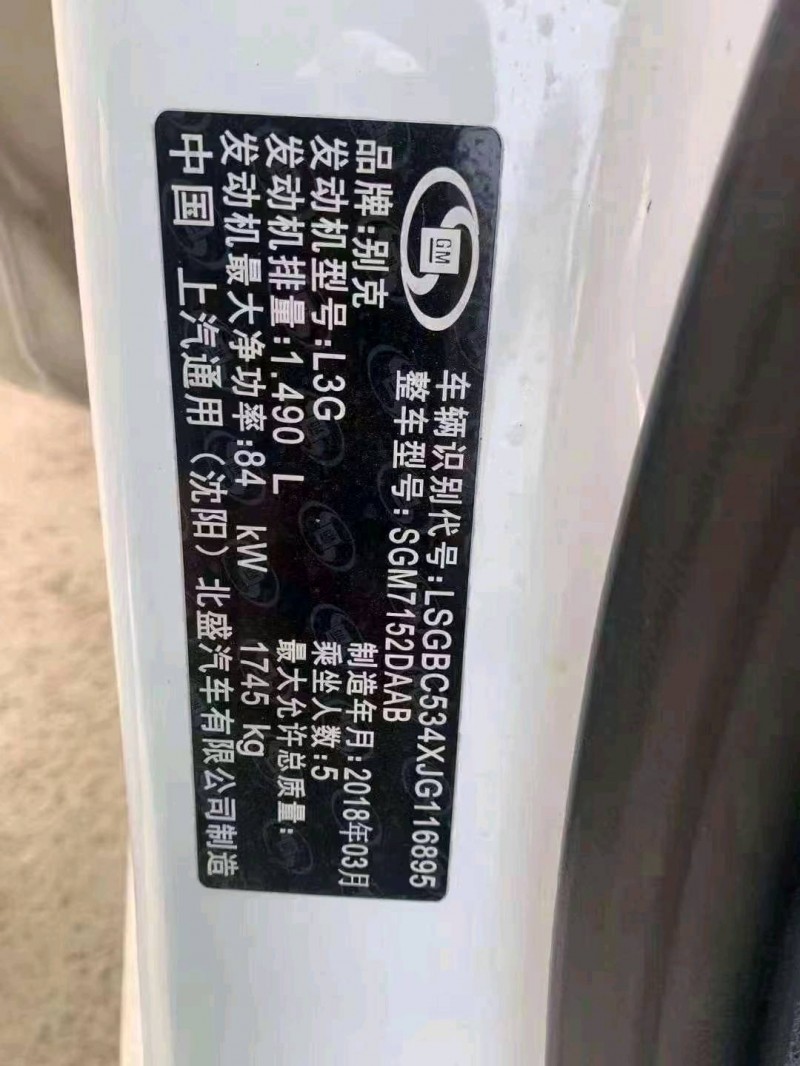 GM
车辆识别代号:LSGBC534XJG116895
整车型号:SGM7152DAAB
品牌:别克
发动机型号:L3G 制造年月:2018年03月
发动机排量:1.490 L 乘坐人数:5
发动机最大净功率:84 kW 最大允许总质量:
1745 kg
中国 上汽通用(沈阳)北盛汽车有限公司制造